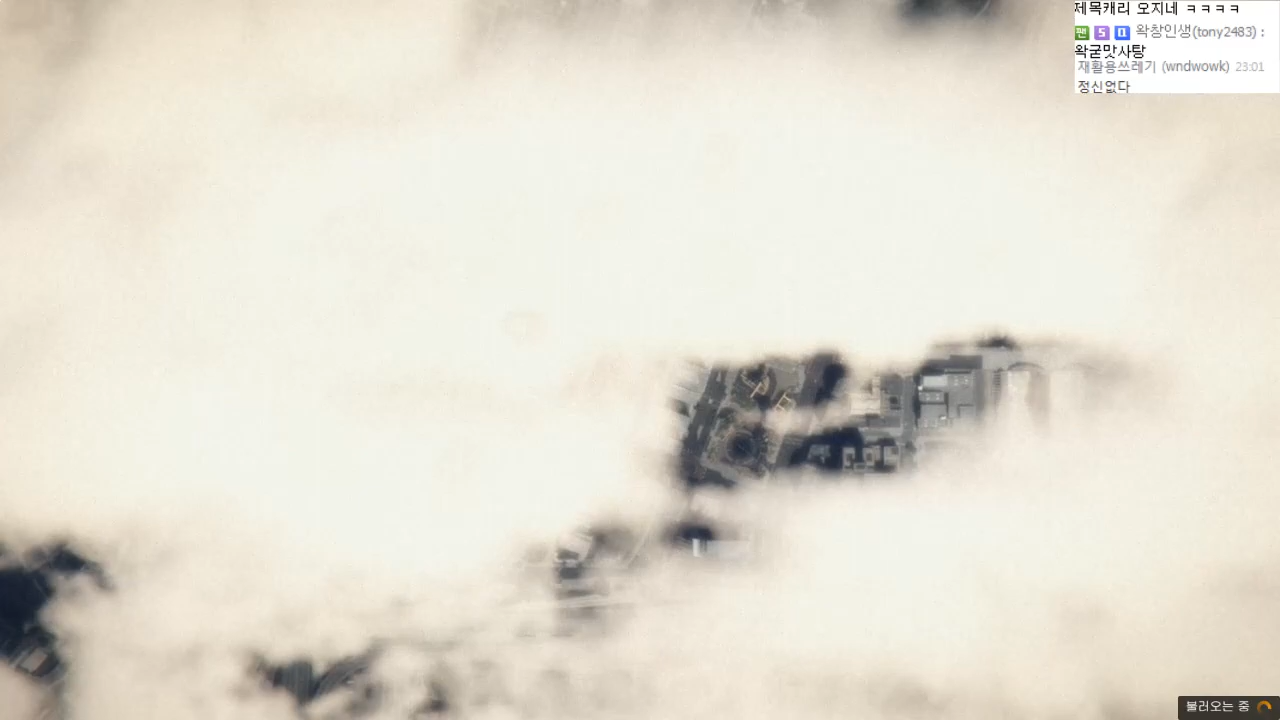 제목캐리 오지네 ㅋㅋㅋㅋ
팬 S 왁창인생(tony2483) :
왁굳맛사탕
재활용쓰레기 (wndwowk) 23:01
정신없다
불러오는 중